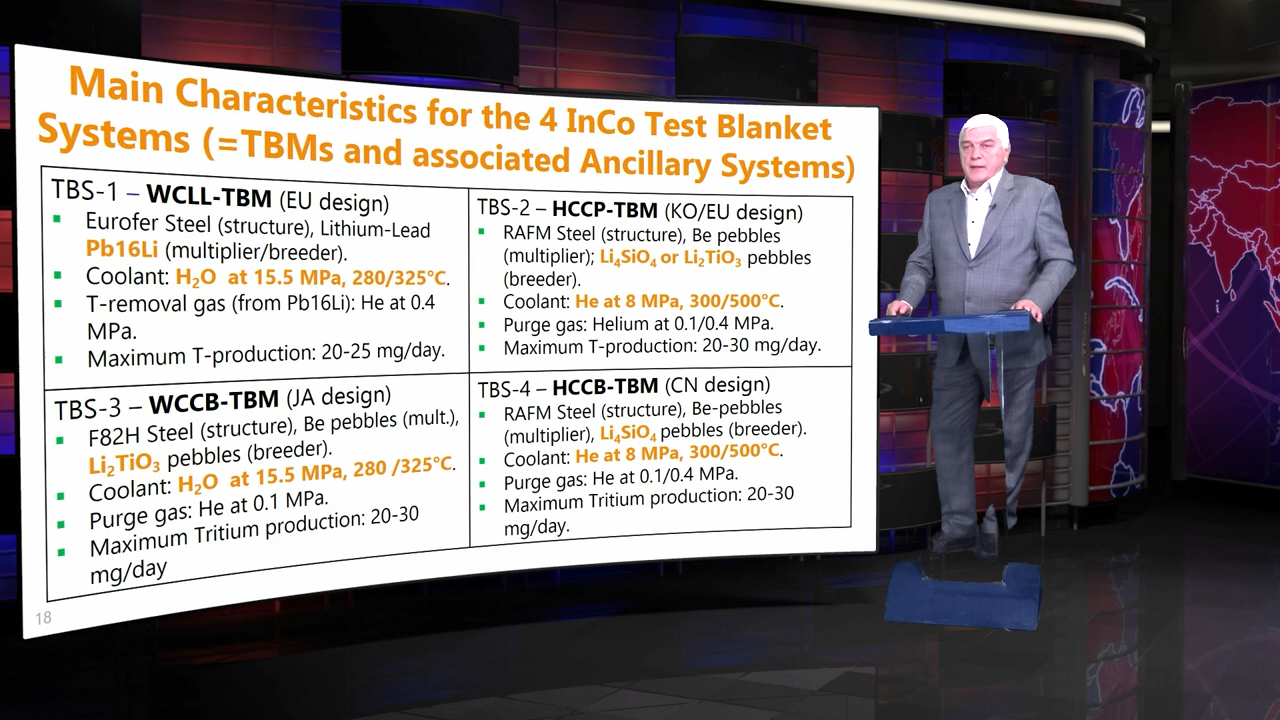 Main Characteristics for the 4 InCo Test Blanket
Systems (=TBMs and associated Ancillary Systems)
TBS-1 – WCLL-TBM (EU design)
Eurofer Steel (structure), Lithium-Lead
Pb16Li (multiplier/breeder).
Coolant: H₂O at 15.5 MPa, 280/325°C.
T-removal gas (from Pb16Li): He at 0.4
MPa.
Maximum T-production: 20-25 mg/day.
TBS-2 – HCCP-TBM (KO/EU design)
RAFM Steel (structure), Be pebbles
(multiplier); Li₄SiO₄ or Li₂TiO₃ pebbles
(breeder).
Coolant: He at 8 MPa, 300/500°C.
Purge gas: Helium at 0.1/0.4 MPa.
Maximum T-production: 20-30 mg/day.
TBS-3 – WCCB-TBM (JA design)
F82H Steel (structure), Be pebbles (mult.),
Li₂TiO₃ pebbles (breeder).
Coolant: H₂O at 15.5 MPa, 280 /325°C.
Purge gas: He at 0.1 MPa.
Maximum Tritium production: 20-30
mg/day
TBS-4 – HCCB-TBM (CN design)
RAFM Steel (structure), Be-pebbles
(multiplier), Li₄SiO₄ pebbles (breeder).
Coolant: He at 8 MPa, 300/500°C.
Purge gas: He at 0.1/0.4 MPa.
Maximum Tritium production: 20-30
mg/day.
18